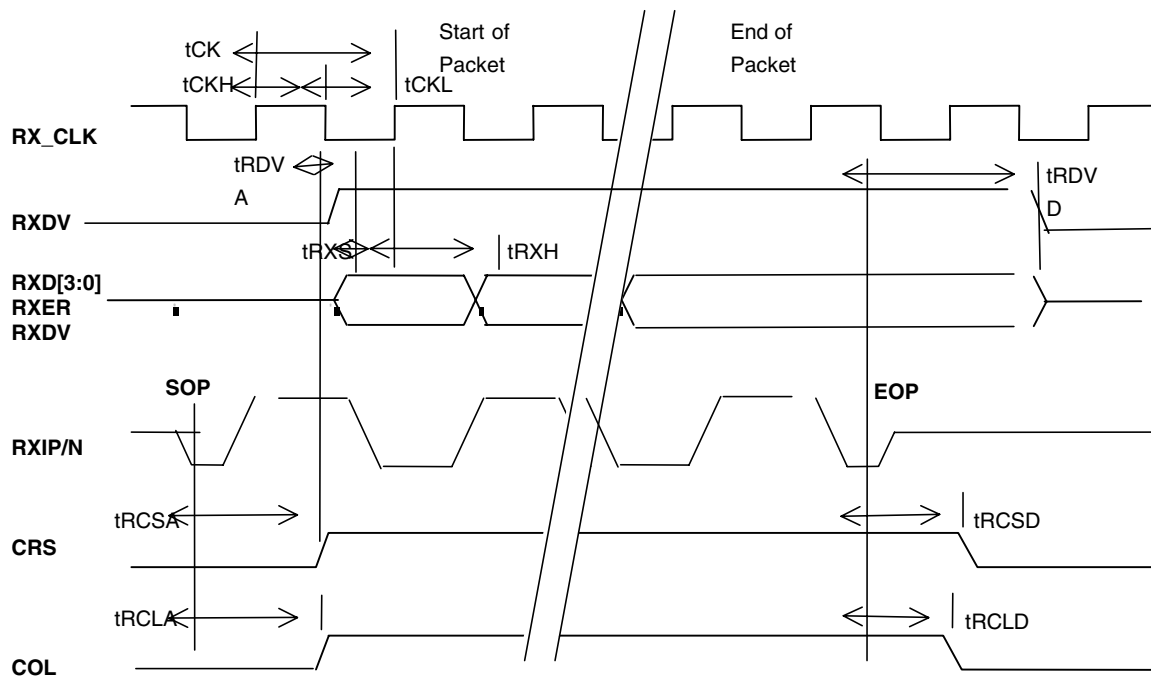 Start of
Packet
End of
Packet
tCK
tCKH
tCKL
RX_CLK
tRDV
A
tRDV
D
RXDV
tRXS
tRXH
RXD[3:0]
RXER
RXDV
SOP
EOP
RXIP/N
tRCSA
tRCSD
CRS
tRCLA
tRCLD
COL